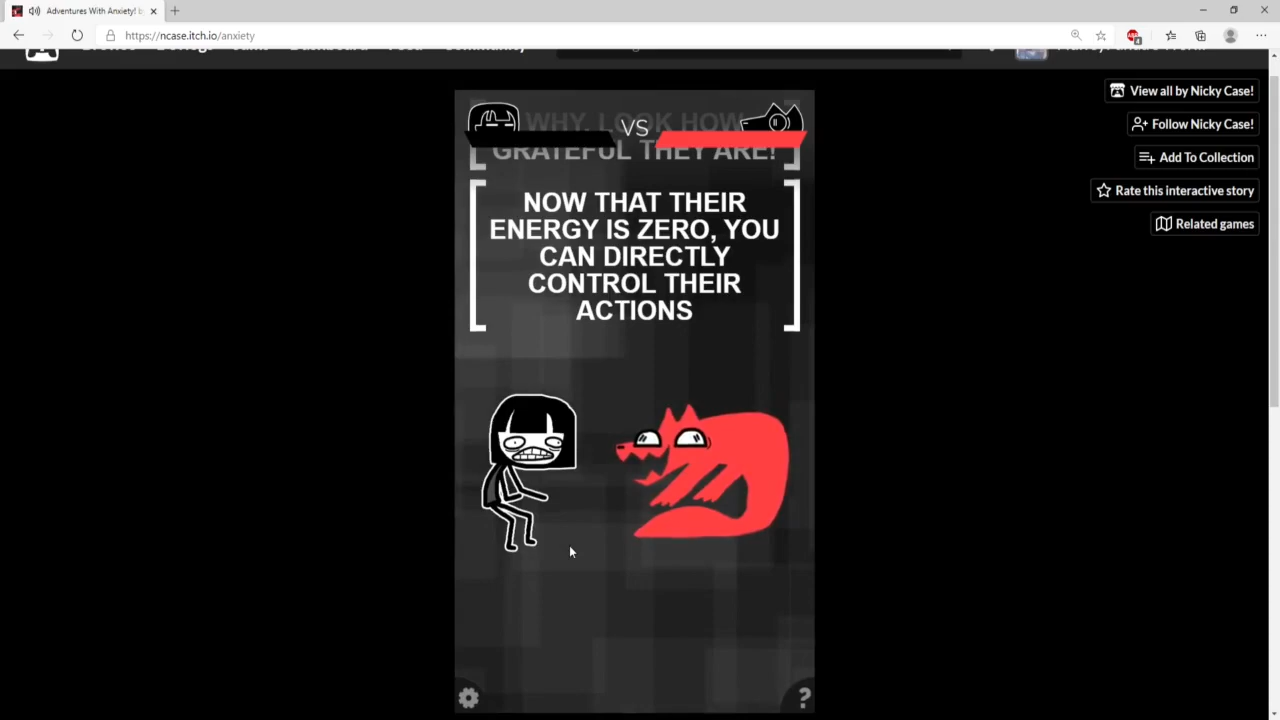 Adventures With Anxiety! b
https://ncase.itch.io/anxiety
View all by Nicky Case!
Follow Nicky Case!
Add To Collection
Rate this interactive story
Related games
VS
WHY, LOOK HOW
GRATEFUL THEY ARE!
NOW THAT THEIR
ENERGY IS ZERO, YOU
CAN DIRECTLY
CONTROL THEIR
ACTIONS
?